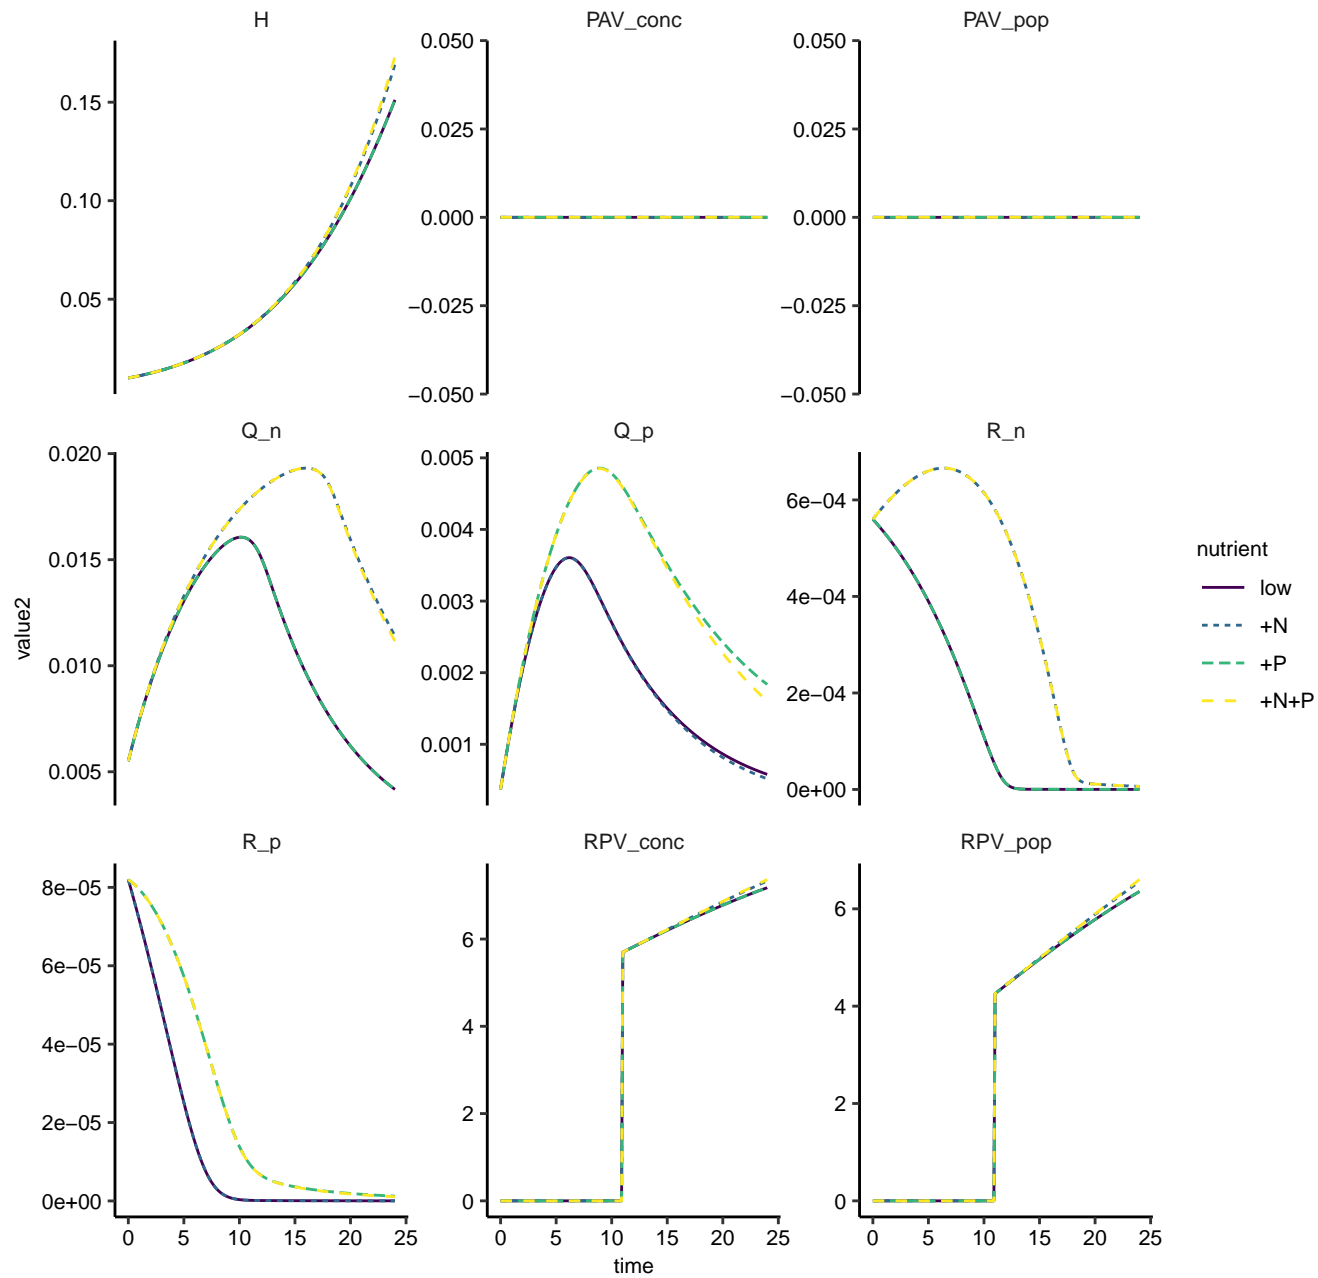 H
PAV_conc
PAV_pop
0.15
0.10
0.05
0.050
0.025
0.000
−0.025
−0.050
0.050
0.025
0.000
−0.025
−0.050
Q_n
Q_p
R_n
0.020
0.015
0.010
0.005
0.005
0.004
0.003
0.002
0.001
6e−04
4e−04
2e−04
0e+00
R_p
RPV_conc
RPV_pop
8e−05
6e−05
4e−05
2e−05
0e+00
6
4
2
0
6
4
2
0
0 5 10 15 20 25
0 5 10 15 20 25
0 5 10 15 20 25
time
value2
nutrient
low
+N
+P
+N+P